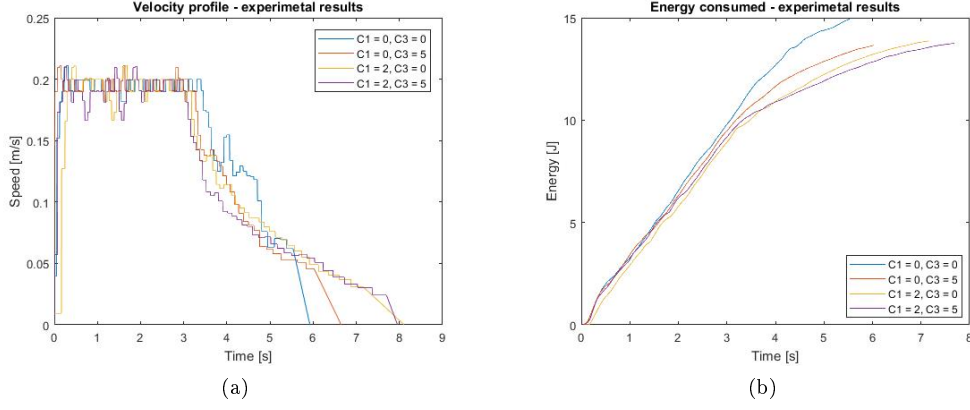 Velocity profile - experimetal results
0.25
0.2
0.15
0.1
0.05
0
Speed [m/s]
0 1 2 3 4 5 6 7 8 9
Time [s]
C1 = 0, C3 = 0
C1 = 0, C3 = 5
C1 = 2, C3 = 0
C1 = 2, C3 = 5
(a)
Energy consumed - experimetal results
15
10
5
0
Energy [J]
0 1 2 3 4 5 6 7 8
Time [s]
C1 = 0, C3 = 0
C1 = 0, C3 = 5
C1 = 2, C3 = 0
C1 = 2, C3 = 5
(b)